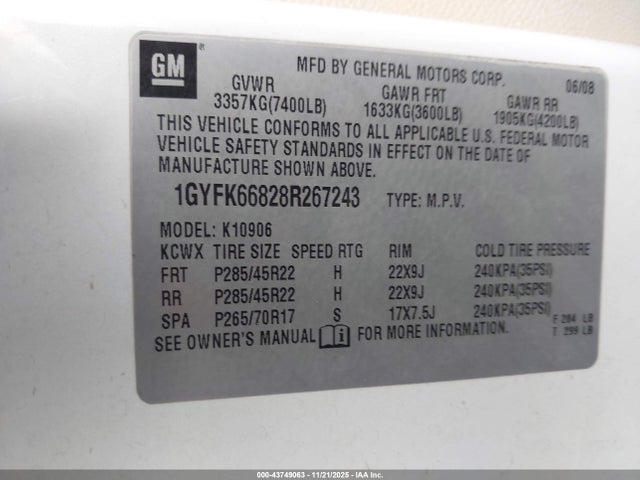 GM ®
MFD BY GENERAL MOTORS CORP. 06/08
GVWR GAWR FRT GAWR RR
3357KG(7400LB) 1633KG(3600LB) 1905KG(4200LB)
THIS VEHICLE CONFORMS TO ALL APPLICABLE U.S. FEDERAL MOTOR
VEHICLE SAFETY STANDARDS IN EFFECT ON THE DATE OF
MANUFACTURE SHOWN ABOVE.
1GYFK66828R267243 TYPE: M.P.V.
MODEL: K10906
KCWX TIRE SIZE SPEED RTG RIM COLD TIRE PRESSURE
FRT P285/45R22 H 22X9J 240KPA(35PSI)
RR P285/45R22 H 22X9J 240KPA(35PSI)
SPA P265/70R17 S 17X7.5J 240KPA(35PSI) F 284 LB
SEE OWNER'S MANUAL i FOR MORE INFORMATION. T 299 LB
000-43749063 - 11/21/2025 - IAA Inc.